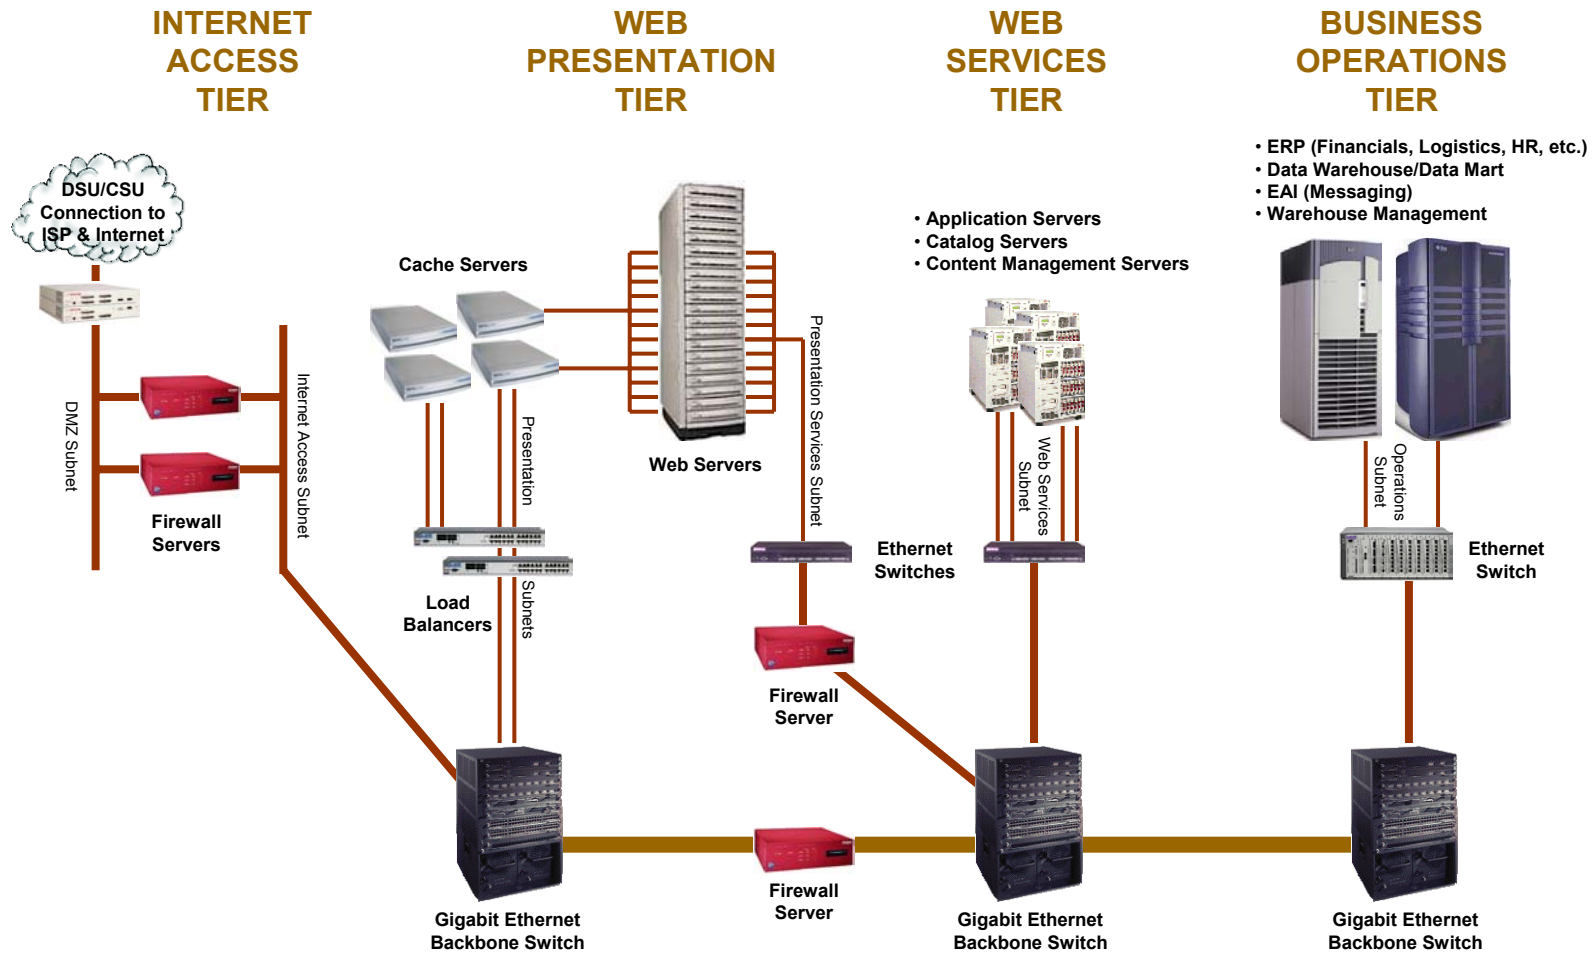 INTERNET
ACCESS
TIER
WEB
PRESENTATION
TIER
WEB
SERVICES
TIER
BUSINESS
OPERATIONS
TIER
• ERP (Financials, Logistics, HR, etc.)
• Data Warehouse/Data Mart
• EAI (Messaging)
• Warehouse Management
DSU/CSU
Connection to
ISP & Internet
• Application Servers
• Catalog Servers
• Content Management Servers
Cache Servers
DMZ Subnet
Internet Access Subnet
Firewall
Servers
Presentation
Subnets
Web Servers
Presentation Services Subnet
Web Services
Subnet
Operations
Subnet
Load
Balancers
Ethernet
Switches
Ethernet
Switch
Firewall
Server
Firewall
Server
Gigabit Ethernet
Backbone Switch
Gigabit Ethernet
Backbone Switch
Gigabit Ethernet
Backbone Switch